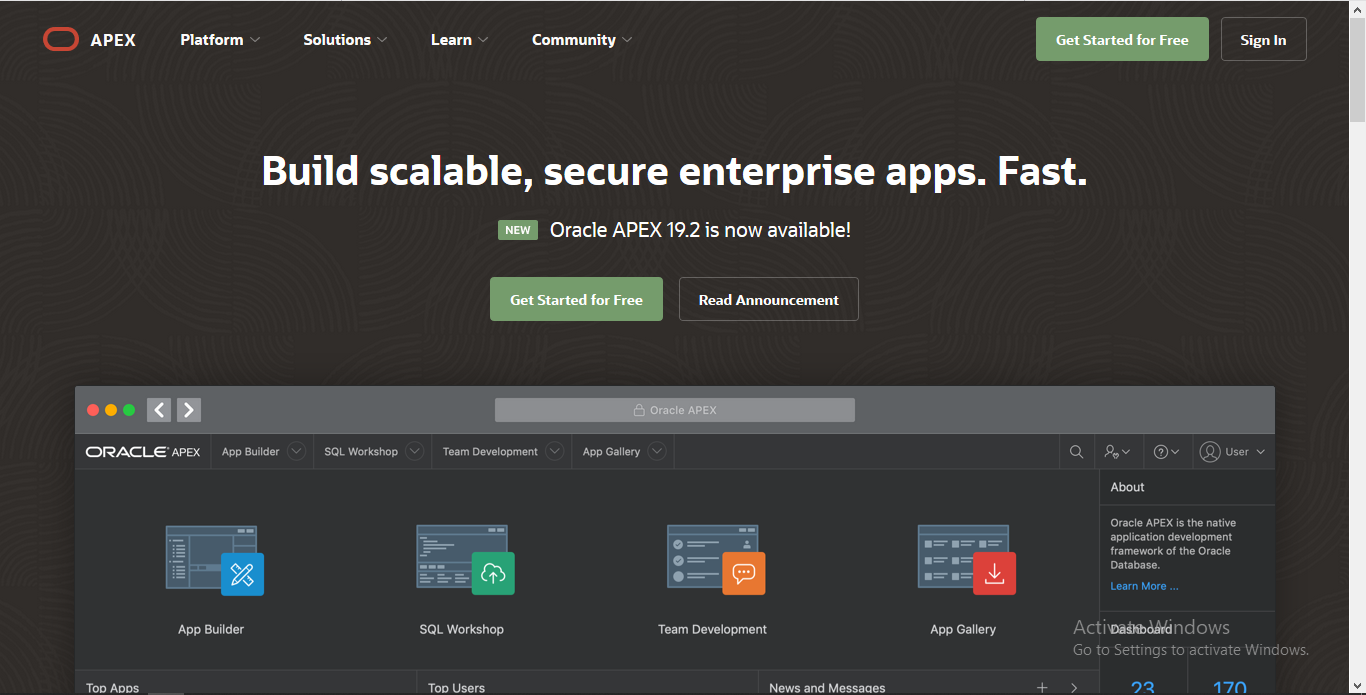 APEX Platform Solutions Learn Community Get Started for Free Sign In
Build scalable, secure enterprise apps. Fast.
NEW Oracle APEX 19.2 is now available!
Get Started for Free Read Announcement
Oracle APEX
ORACLE APEX App Builder SQL Workshop Team Development App Gallery User
About
Oracle APEX is the native
application development
framework of the Oracle
Database.
Learn More ...
App Builder SQL Workshop Team Development App Gallery
Dashboard
Activate Windows
Go to Settings to activate Windows.
Top Apps Top Users News and Messages
23 170